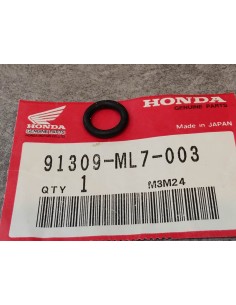 HONDA
GENUINE PARTS
HONDA
Made in JAPAN
91309-ML7-003
QTY 1 M3M24